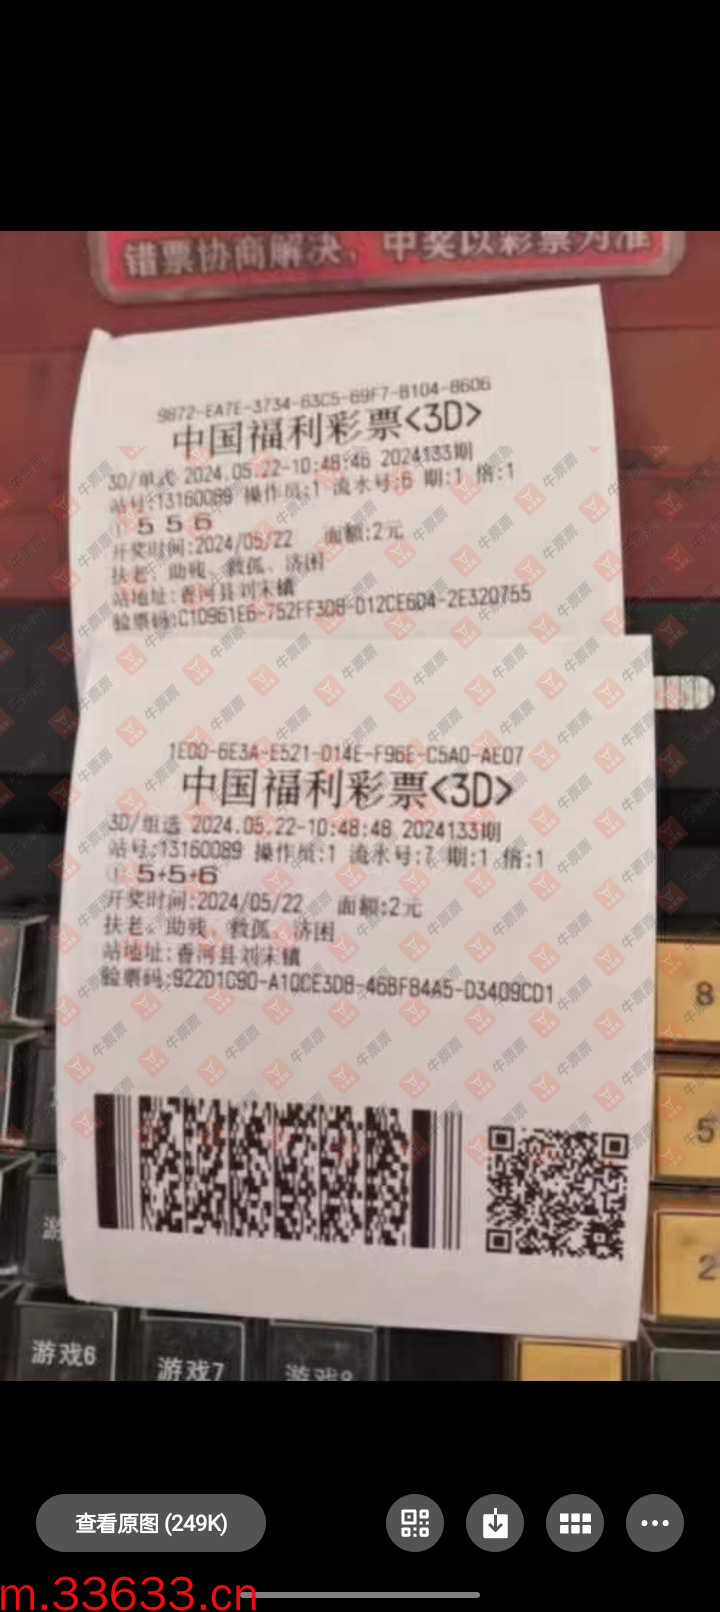 错票协商解决，中奖以彩票为准
9872-EA7E-3734-63C5-69F7-8104-8606
中国福利彩票<3D>
3D/单式 2024.05.22-10:48:46 2024133期
站号:13160089 操作员:1 流水号:6 期:1 倍:1
① 5 5 6
开奖时间:2024/05/22 面额:2元
扶老、助残、救孤、济困
站地址:香河县刘宋镇
验票码:C10961E6-752FF3D8-D12CE6D4-2E320755
1E00-6E3A-E521-014E-F96E-C5A0-AE07
中国福利彩票<3D>
3D/组选 2024.05.22-10:48:48 2024133期
站号:13160089 操作员:1 流水号:7 期:1 倍:1
① 5+5+6
开奖时间:2024/05/22 面额:2元
扶老、助残、救孤、济困
站地址:香河县刘宋镇
验票码:922D1C90-A10CE3D8-468F84A5-D3409CD1
8
5
2
游
游戏6
游戏7
游戏8
牛票票
查看原图 (249K)
m.33633.cn